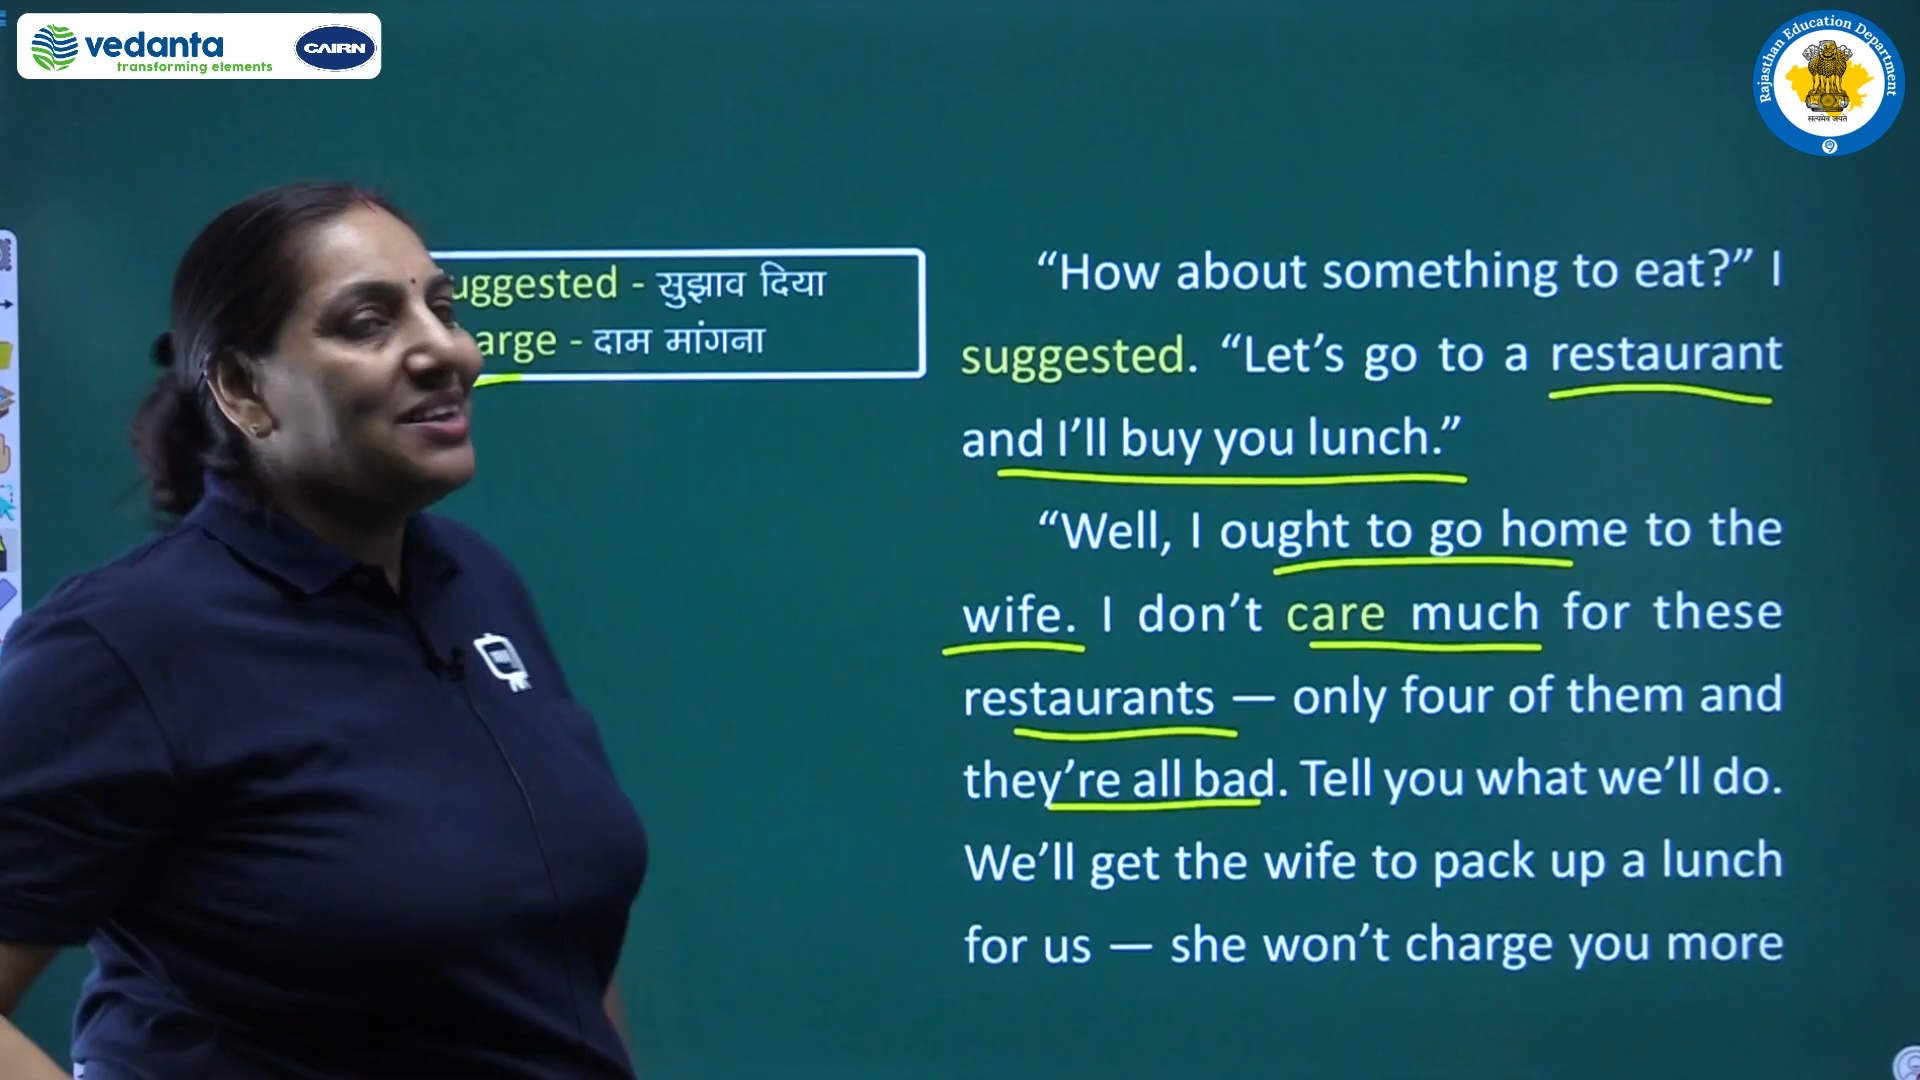 vedanta
transforming elements
CAIRN
Rajasthan Education Department
सत्यमेव जयते
uggested - सुझाव दिया
arge - दाम मांगना
“How about something to eat?” I
suggested. “Let’s go to a restaurant
and I’ll buy you lunch.”
“Well, I ought to go home to the
wife. I don’t care much for these
restaurants — only four of them and
they’re all bad. Tell you what we’ll do.
We’ll get the wife to pack up a lunch
for us — she won’t charge you more